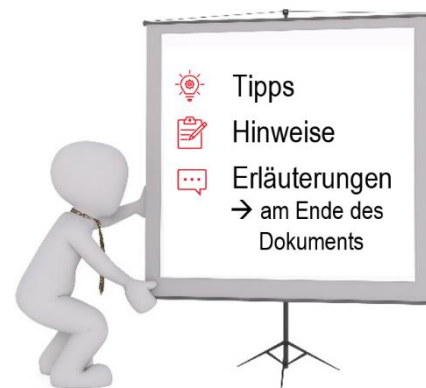 Tipps
Hinweise
Erläuterungen
→ am Ende des
Dokuments